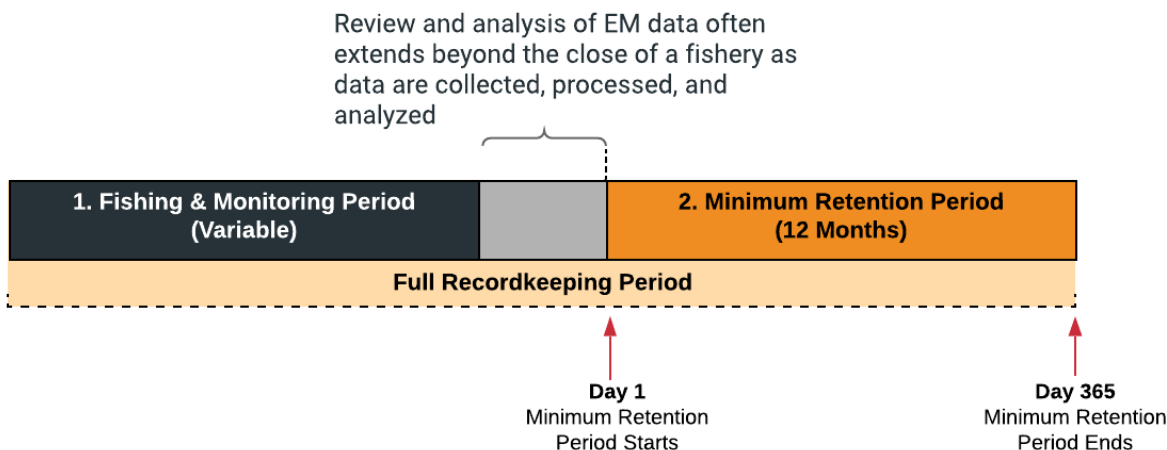 Review and analysis of EM data often
extends beyond the close of a fishery as
data are collected, processed, and
analyzed
1. Fishing & Monitoring Period
(Variable)
2. Minimum Retention Period
(12 Months)
Full Recordkeeping Period
Day 1
Minimum Retention
Period Starts
Day 365
Minimum Retention
Period Ends